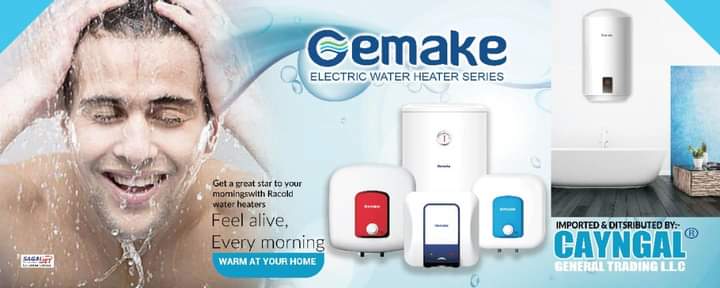 Gemake
ELECTRIC WATER HEATER SERIES
Get a great star to your
morningswith Racold
water heaters
Feel alive,
Every morning
WARM AT YOUR HOME
IMPORTED & DITSRIBUTED BY:-
CAYNGAL®
GENERAL TRADING L.L.C